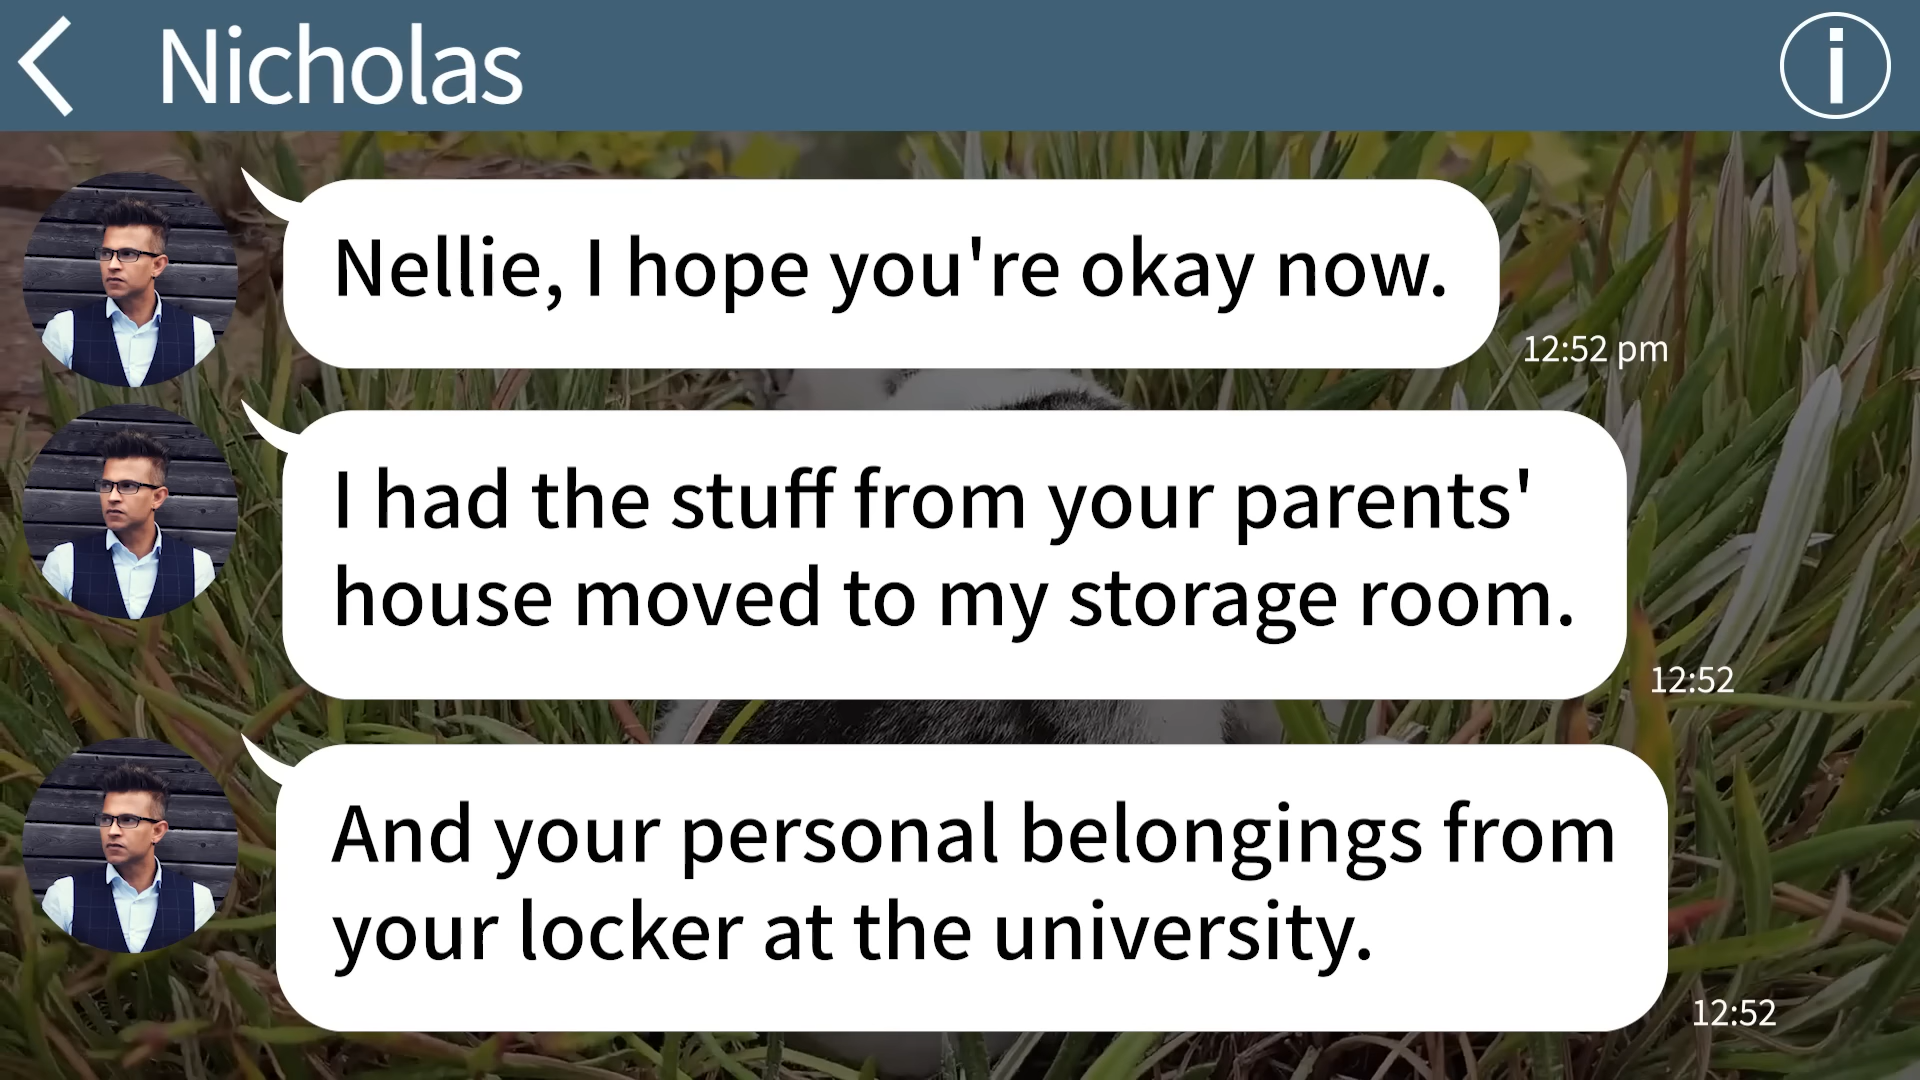 Nicholas
Nellie, I hope you're okay now.
12:52 pm
I had the stuff from your parents'
house moved to my storage room.
12:52
And your personal belongings from
your locker at the university.
12:52